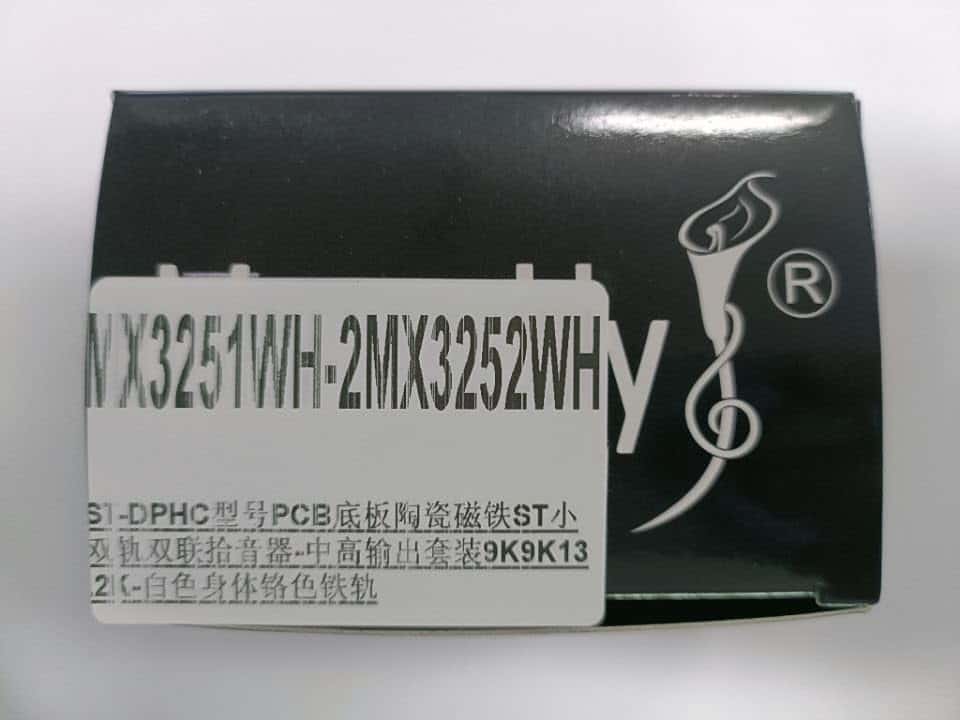 MX3251WH-2MX3252WH
y ®
ST-DPHC型号PCB底板陶瓷磁铁ST小
双轨双联拾音器-中高输出套装9K9K13
.2K-白色身体铬色铁轨